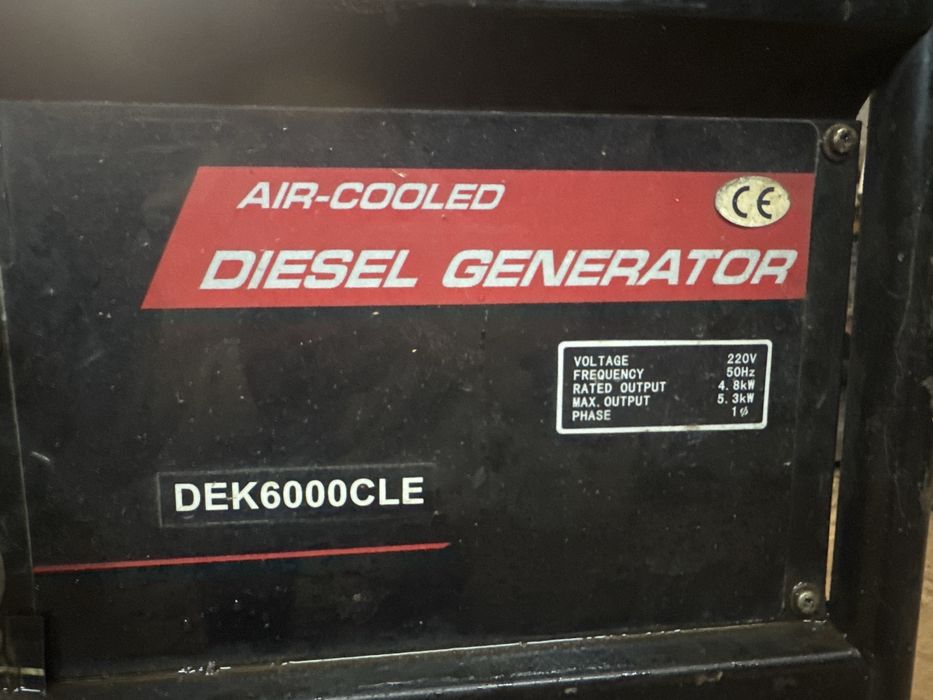 AIR-COOLED
CE
DIESEL GENERATOR
VOLTAGE 220V
FREQUENCY 50Hz
RATED OUTPUT 4.8kW
MAX. OUTPUT 5.3kW
PHASE 1ϕ
DEK6000CLE